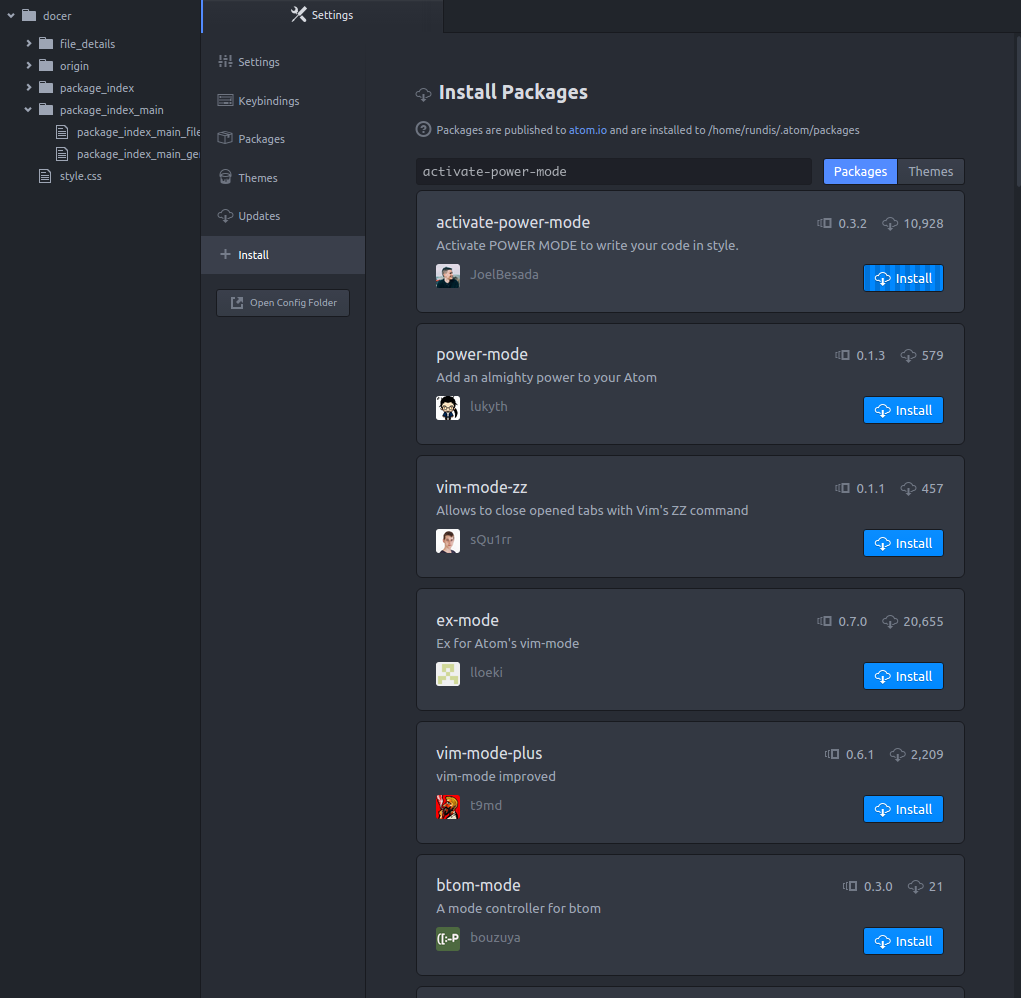 docer
file_details
origin
package_index
package_index_main
package_index_main_file
package_index_main_ge
style.css
Settings
Settings
Keybindings
Packages
Themes
Updates
Install
Open Config Folder
Install Packages
Packages are published to atom.io and are installed to /home/rundis/.atom/packages
activate-power-mode
Packages Themes
activate-power-mode 0.3.2 10,928
Activate POWER MODE to write your code in style.
JoelBesada Install
power-mode 0.1.3 579
Add an almighty power to your Atom
lukyth Install
vim-mode-zz 0.1.1 457
Allows to close opened tabs with Vim's ZZ command
sQu1rr Install
ex-mode 0.7.0 20,655
Ex for Atom's vim-mode
lloeki Install
vim-mode-plus 0.6.1 2,209
vim-mode improved
t9md Install
btom-mode 0.3.0 21
A mode controller for btom
([:-P bouzuya Install